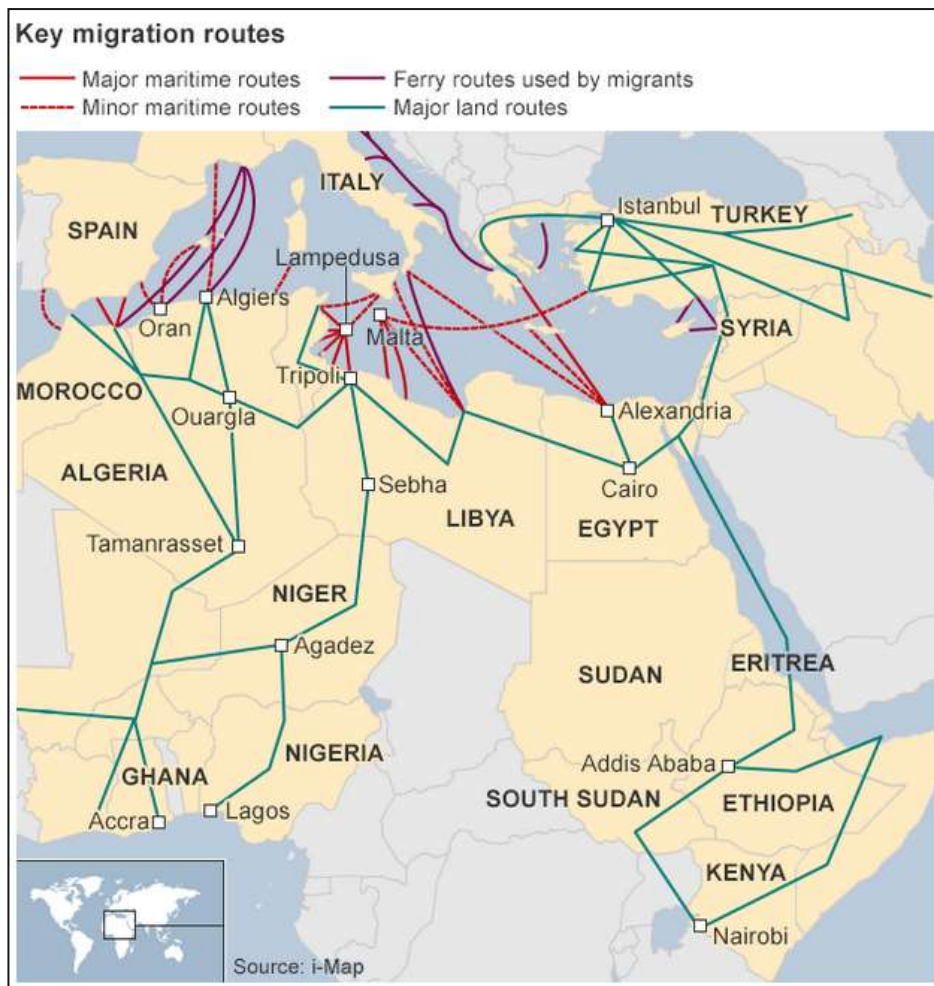 Key migration routes
Major maritime routes
Ferry routes used by migrants
Minor maritime routes
Major land routes
ITALY
Istanbul
TURKEY
SPAIN
Lampedusa
Algiers
Oran
Malta
SYRIA
Tripoli
MOROCCO
Ouargla
Alexandria
ALGERIA
Sebha
Cairo
LIBYA
EGYPT
Tamanrasset
NIGER
Agadez
SUDAN
ERITREA
NIGERIA
Addis Ababa
GHANA
SOUTH SUDAN
ETHIOPIA
Lagos
Accra
KENYA
Nairobi
Source: i-Map